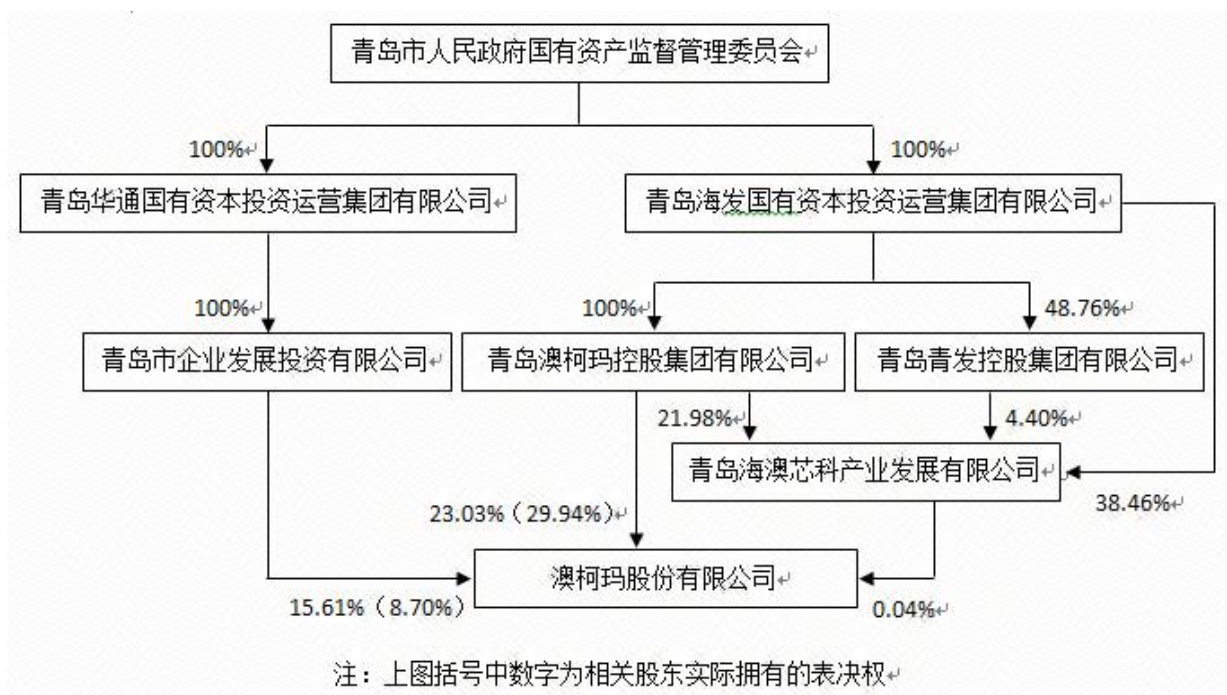 青岛市人民政府国有资产监督管理委员会
100%
100%
青岛华通国有资本投资运营集团有限公司
青岛海发国有资本投资运营集团有限公司
100%
100%
48.76%
青岛市企业发展投资有限公司
青岛澳柯玛控股集团有限公司
青岛青发控股集团有限公司
21.98%
4.40%
青岛海澳芯科产业发展有限公司
38.46%
23.03%（29.94%）
澳柯玛股份有限公司
15.61%（8.70%）
0.04%
注：上图括号中数字为相关股东实际拥有的表决权